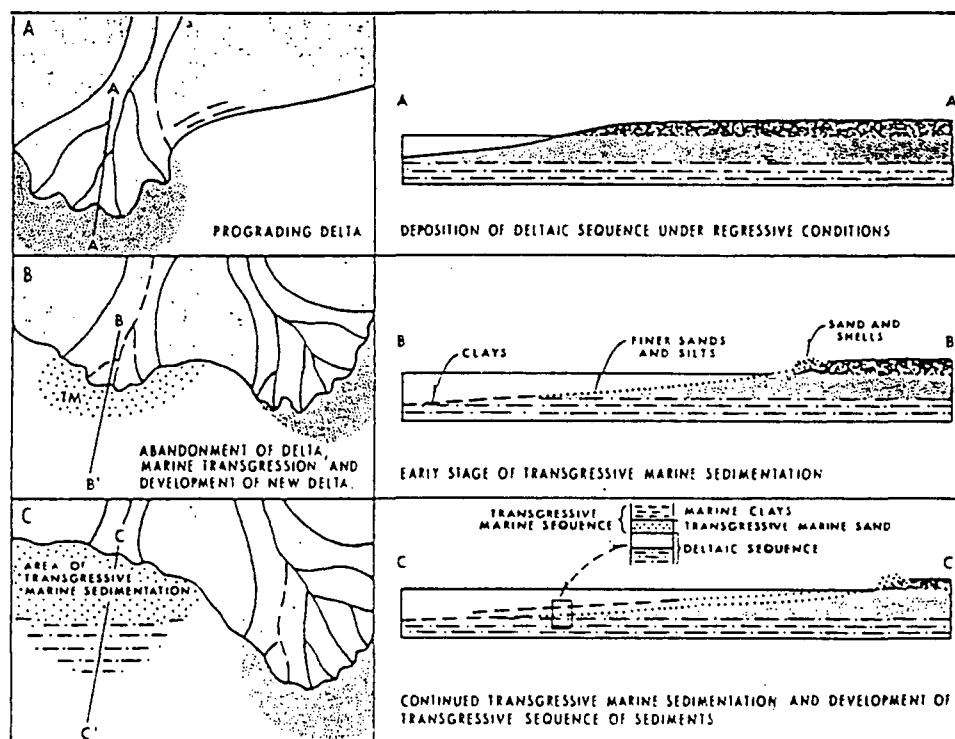 A
A
A
PROGRADING DELTA
A
A
DEPOSITION OF DELTAIC SEQUENCE UNDER REGRESSIVE CONDITIONS
B
B
TM
B'
ABANDONMENT OF DELTA,
MARINE TRANSGRESSION AND
DEVELOPMENT OF NEW DELTA.
B
CLAYS
FINER SANDS
AND SILTS
SAND AND
SHELLS
B
EARLY STAGE OF TRANSGRESSIVE MARINE SEDIMENTATION
C
C
AREA OF
TRANSGRESSIVE
MARINE SEDIMENTATION
C'
TRANSGRESSIVE
MARINE SEQUENCE
MARINE CLAYS
TRANSGRESSIVE MARINE SAND
DELTAIC SEQUENCE
C
C
CONTINUED TRANSGRESSIVE MARINE SEDIMENTATION AND DEVELOPMENT OF
TRANSGRESSIVE SEQUENCE OF SEDIMENTS